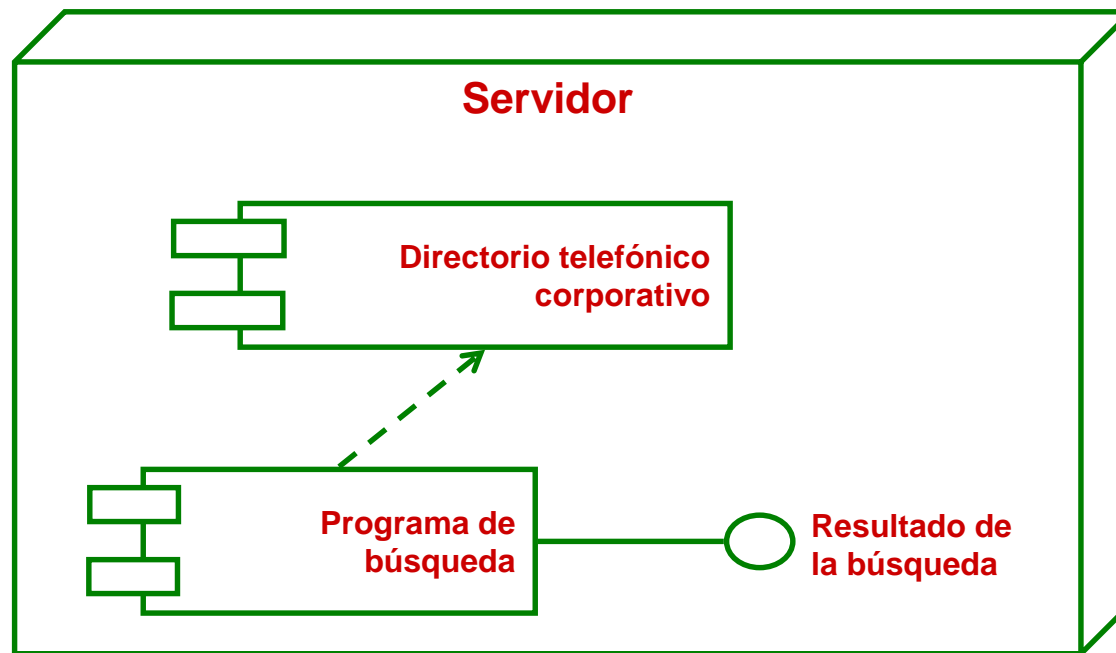 Servidor
Directorio telefónico
corporativo
Programa de
búsqueda
Resultado de
la búsqueda